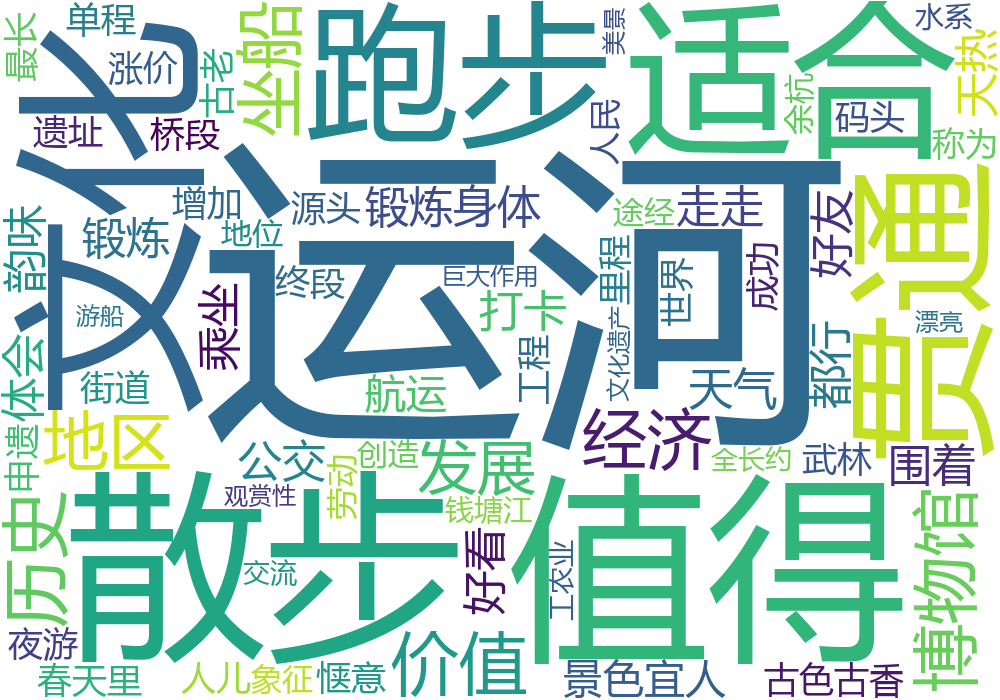 运河
文化
散步
值得
跑步
适合
贯通
坐船
单程
最长
涨价
古老
遗址
桥段
美景
水系
天热
余杭
码头
称为
人民
增加
源头
锻炼身体
途经
走走
好友
锻炼
地位
韵味
终段
巨大作用
里程
世界
成功
打卡
游船
乘坐
工程
文化遗产
漂亮
都行
体会
街道
航运
天气
申遗
地区
公交
创造
发展
经济
全长约
武林
围着
观赏性
劳动
钱塘江
历史
好看
交流
工农业
博物馆
夜游
春天里
人儿
象征
惬意
价值
景色宜人
古色古香